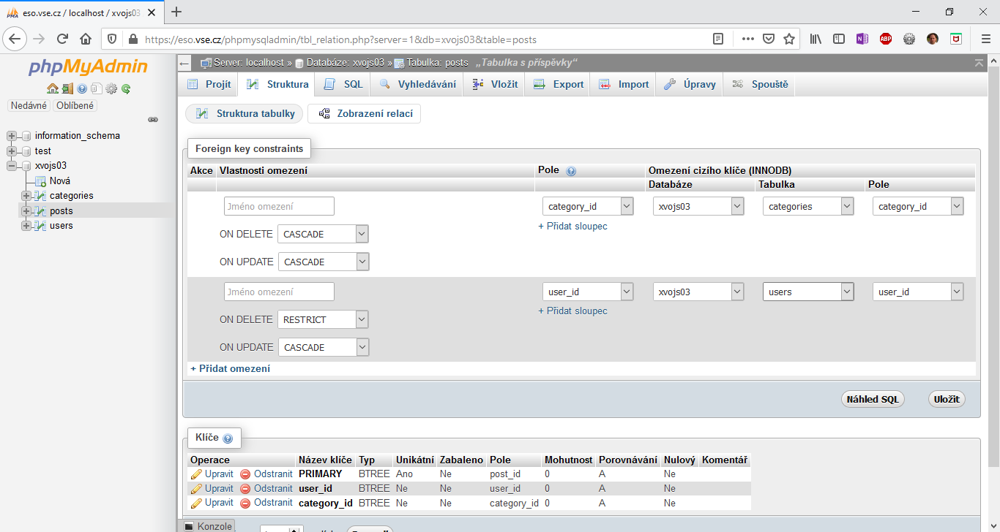 eso.vse.cz / localhost / xvojs03
https://eso.vse.cz/phpmysqladmin/tbl_relation.php?server=1&db=xvojs03&table=posts
phpMyAdmin
Server: localhost » Databáze: xvojs03 » Tabulka: posts „Tabulka s příspěvky“
Projít Struktura SQL Vyhledávání Vložit Export Import Úpravy Spouště
Nedávné Oblíbené
information_schema
test
xvojs03
Nová
categories
posts
users
Struktura tabulky Zobrazení relací
Foreign key constraints
Akce Vlastnosti omezení Pole Omezení cizího klíče (INNODB)
Databáze Tabulka Pole
Jméno omezení category_id xvojs03 categories category_id
+ Přidat sloupec
ON DELETE CASCADE
ON UPDATE CASCADE
Jméno omezení user_id xvojs03 users user_id
+ Přidat sloupec
ON DELETE RESTRICT
ON UPDATE CASCADE
+ Přidat omezení
Náhled SQL Uložit
Klíče
Operace Název klíče Typ Unikátní Zabaleno Pole Mohutnost Porovnávání Nulový Komentář
Upravit Odstranit PRIMARY BTREE Ano Ne post_id 0 A Ne
Upravit Odstranit user_id BTREE Ne Ne user_id 0 A Ne
Upravit Odstranit category_id BTREE Ne Ne category_id 0 A Ne
Konzole